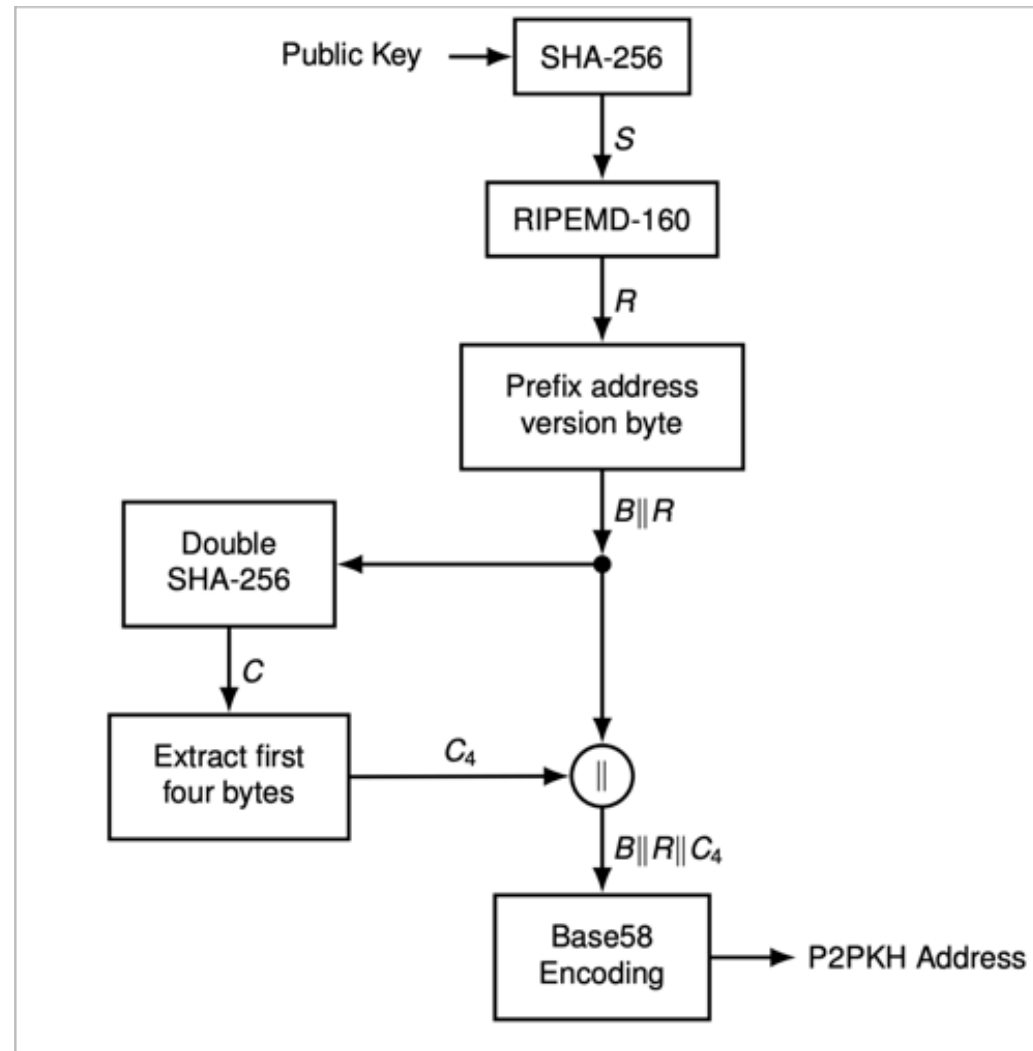 Public Key
SHA-256
S
RIPEMD-160
R
Prefix address
version byte
B||R
Double
SHA-256
C
Extract first
four bytes
C₄
||
B||R||C₄
Base58
Encoding
P2PKH Address